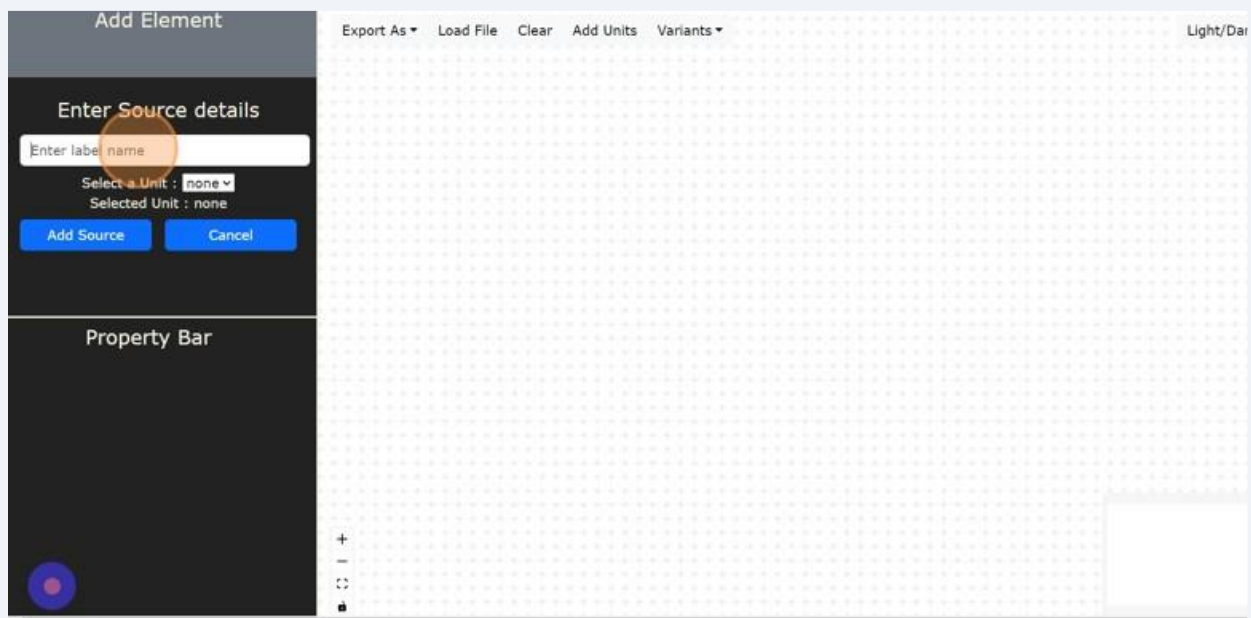 Add Element
Export As Load File Clear Add Units Variants Light/Dar
Enter Source details
Enter label name
Select a Unit : none
Selected Unit : none
Add Source Cancel
Property Bar